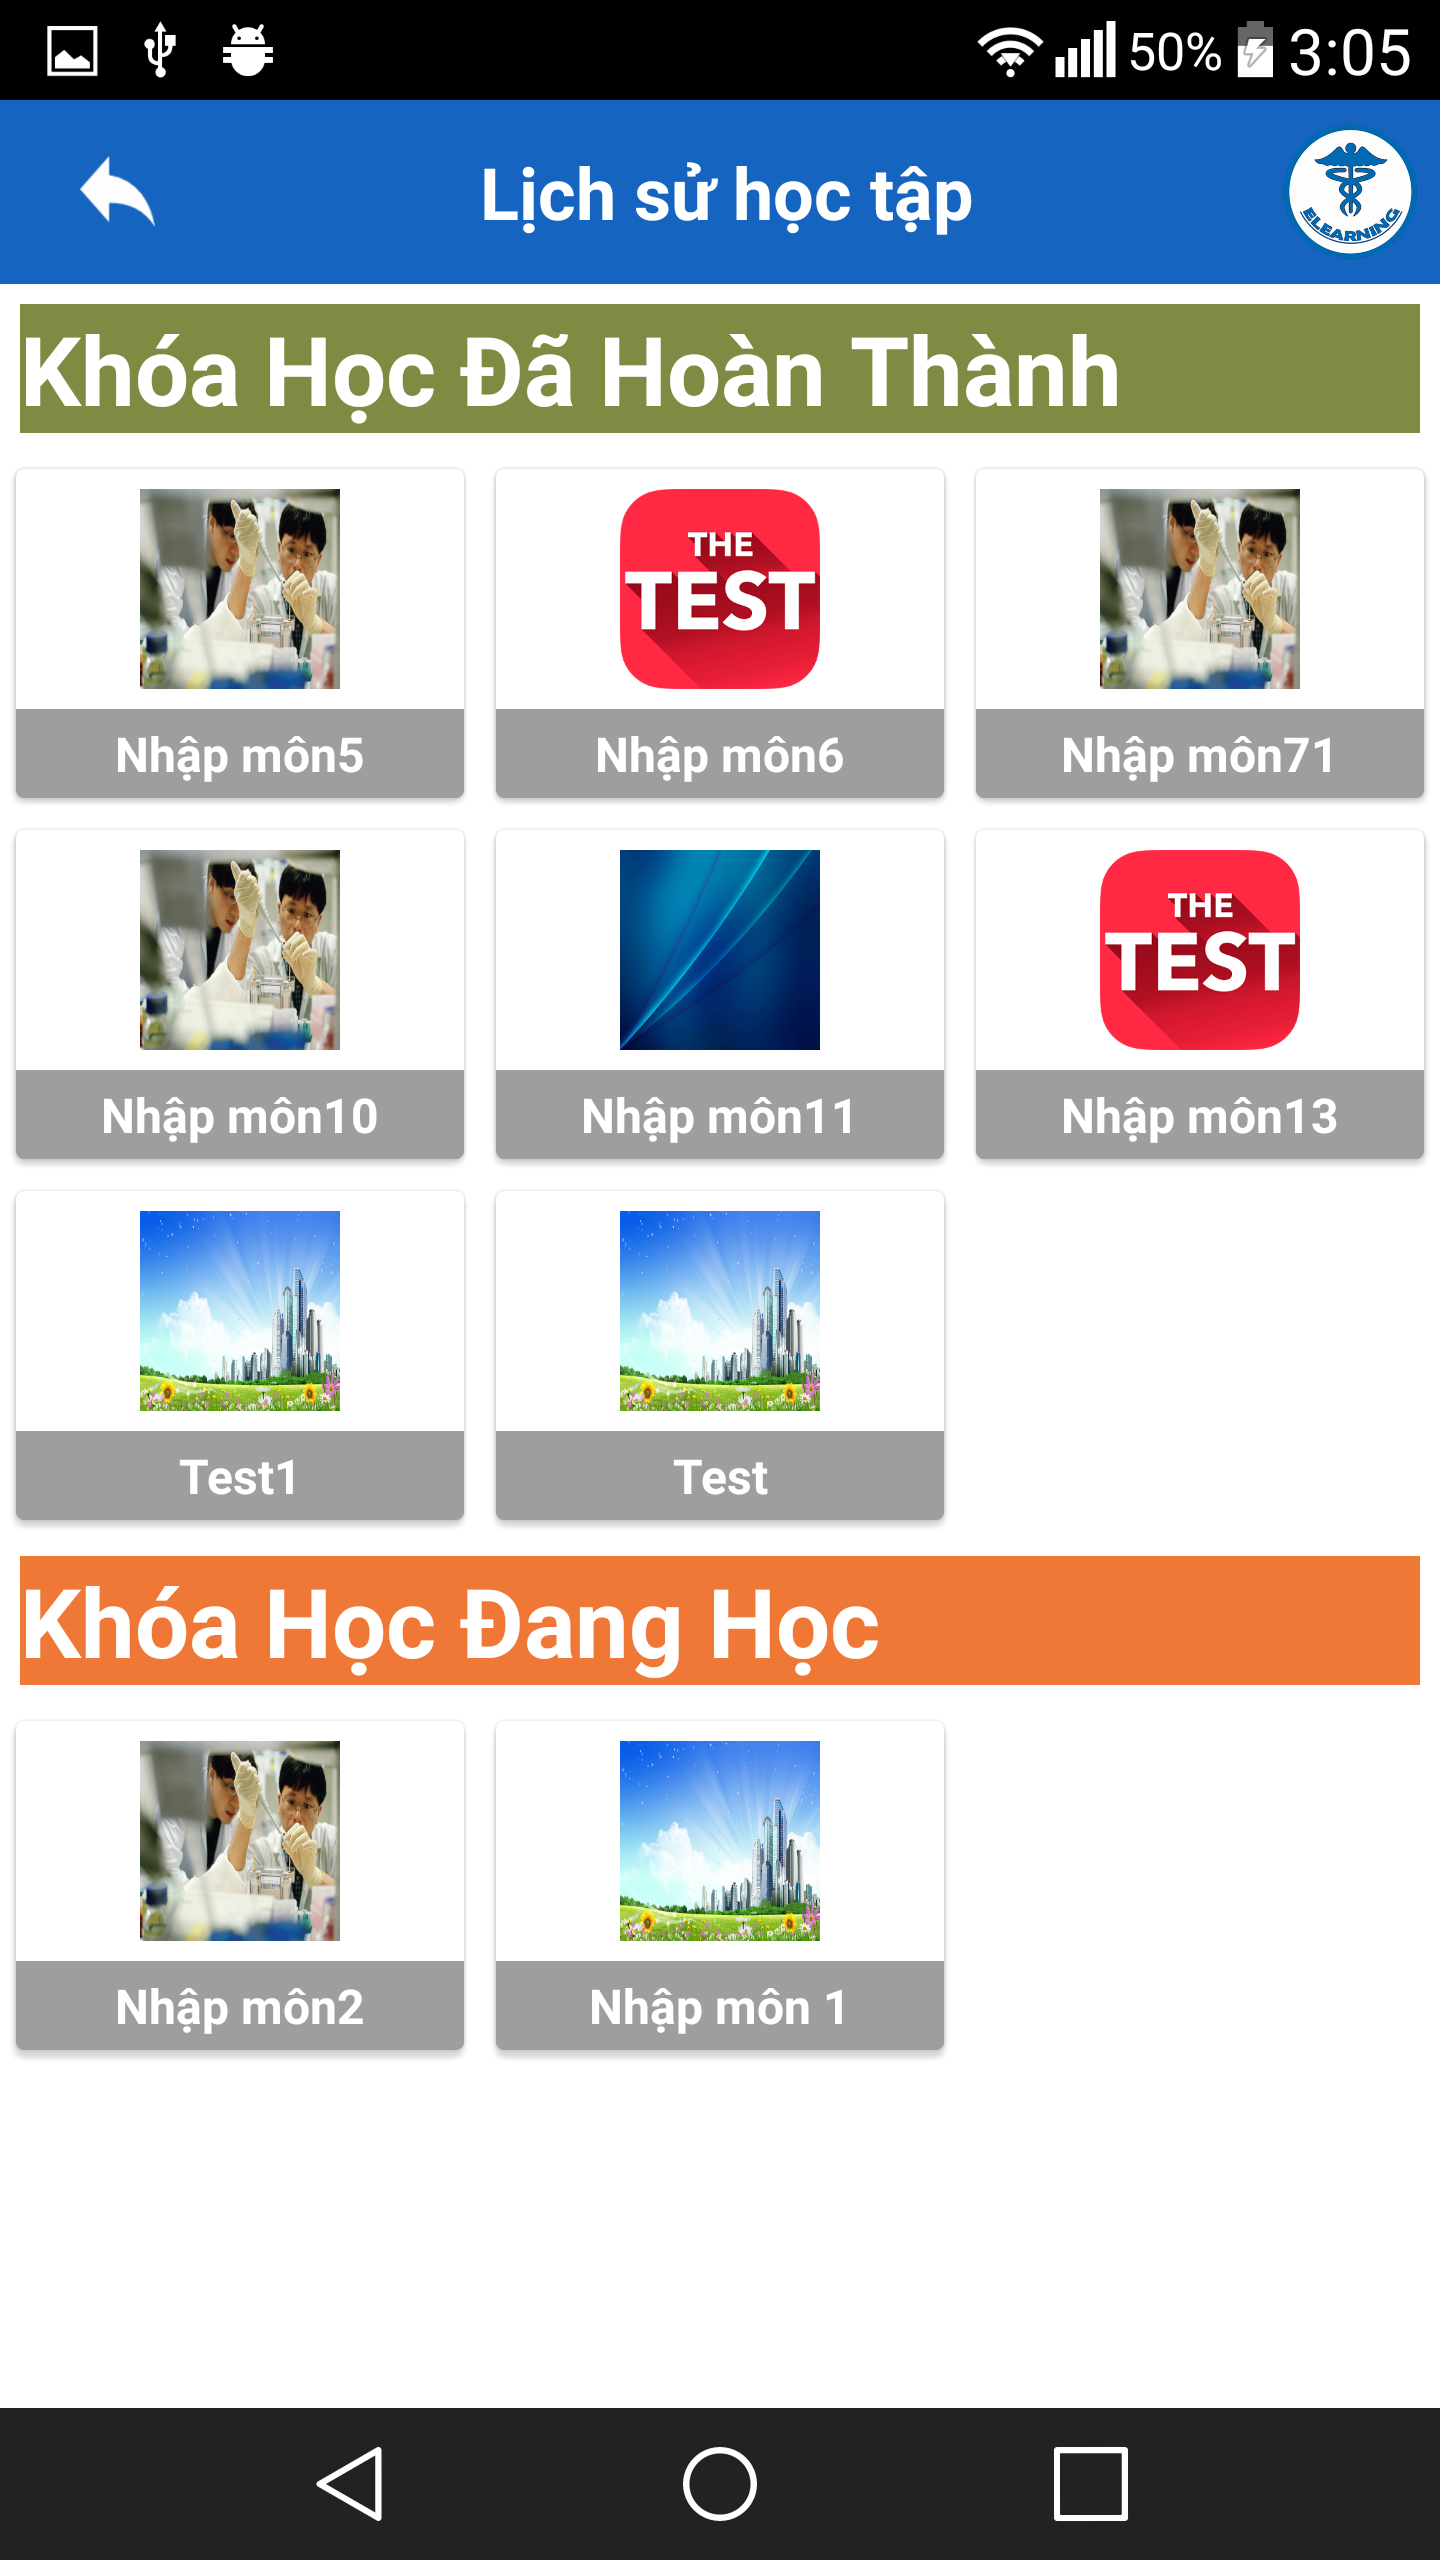 50% 3:05
Lịch sử học tập
ELEARNING
Khóa Học Đã Hoàn Thành
THE
TEST
Nhập môn5
Nhập môn6
Nhập môn71
THE
TEST
Nhập môn10
Nhập môn11
Nhập môn13
Test1
Test
Khóa Học Đang Học
Nhập môn2
Nhập môn 1